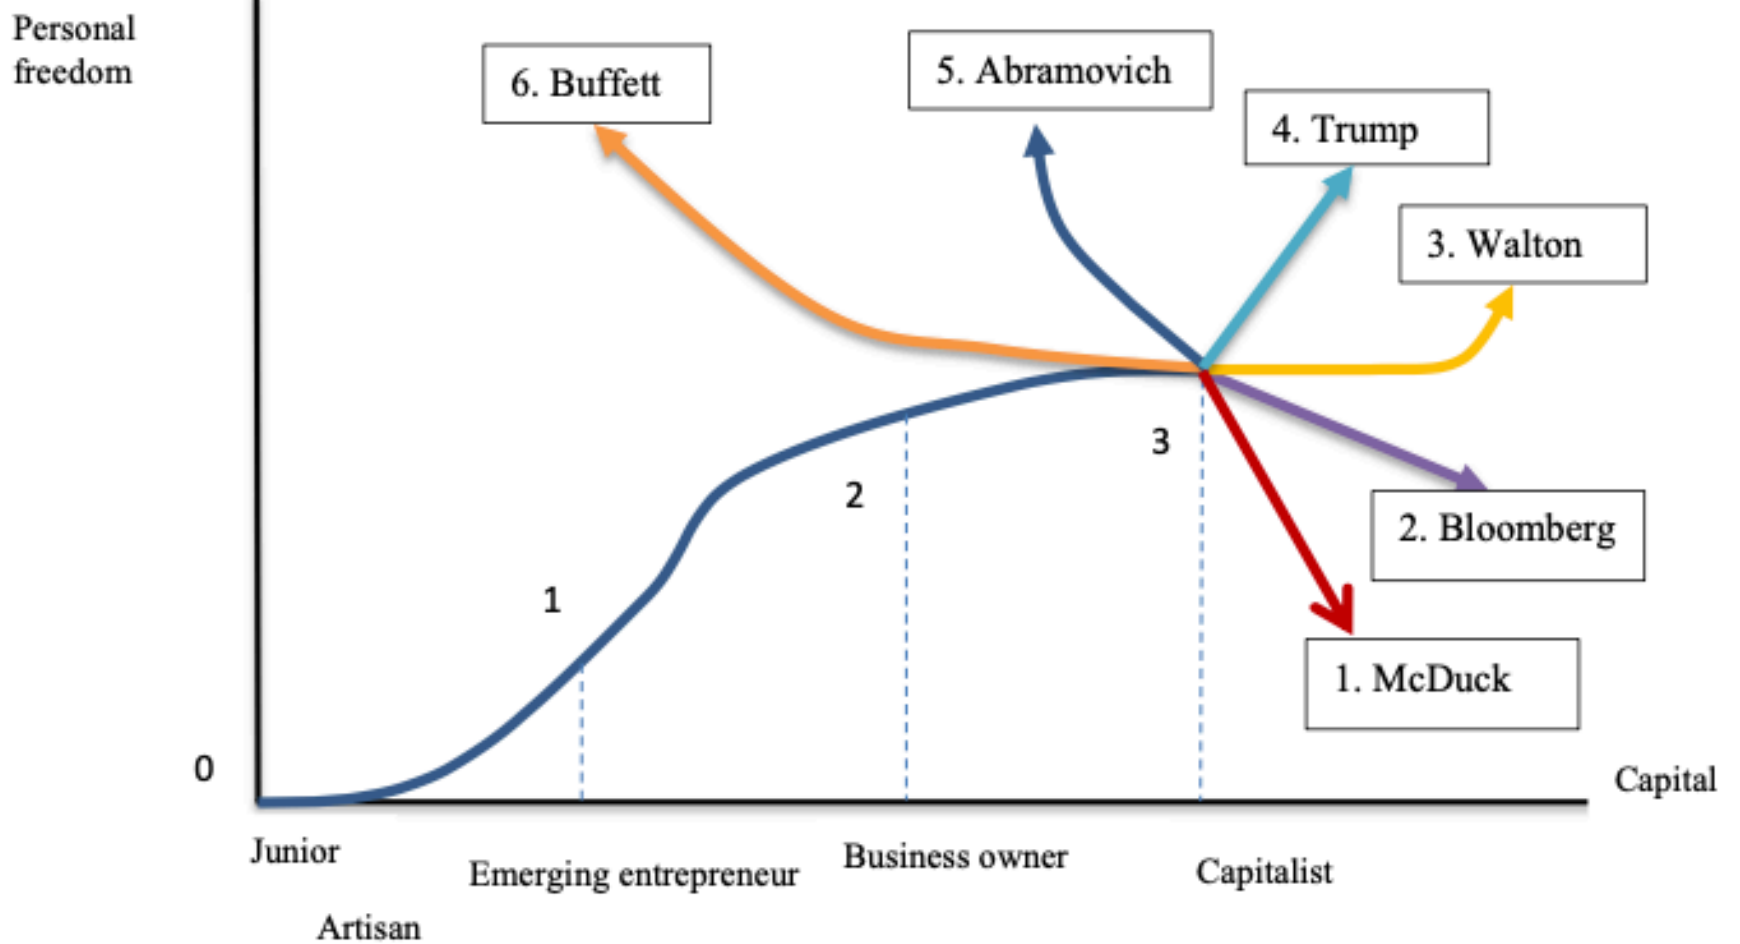 Personal
freedom
6. Buffett
5. Abramovich
4. Trump
3. Walton
3
2
2. Bloomberg
1
1. McDuck
0
Capital
Junior
Emerging entrepreneur
Business owner
Capitalist
Artisan